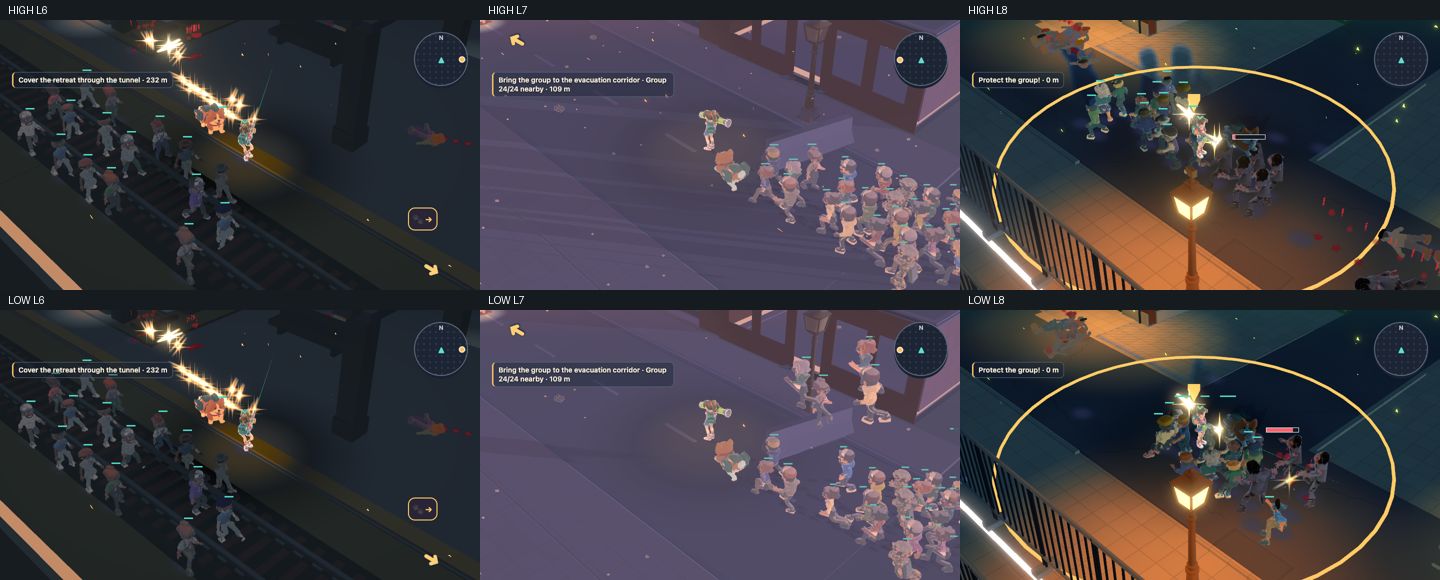 HIGH L6
HIGH L7
HIGH L8
Cover the retreat through the tunnel · 232 m
N
Bring the group to the evacuation corridor · Group
24/24 nearby · 109 m
N
Protect the group! · 0 m
N
LOW L6
LOW L7
LOW L8
Cover the retreat through the tunnel · 232 m
N
Bring the group to the evacuation corridor · Group
24/24 nearby · 109 m
N
Protect the group! · 0 m
N